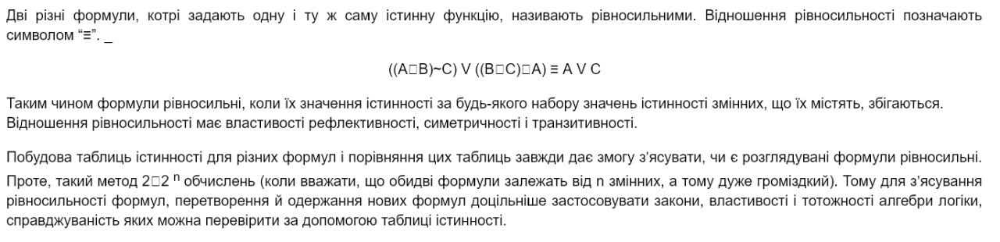 Дві різні формули, котрі задають одну і ту ж саму істинну функцію, називають рівносильними. Відношення рівносильності позначають
символом “≡”. _
((A□B)~C) V ((B□C)□A) ≡ A V C
Таким чином формули рівносильні, коли їх значення істинності за будь-якого набору значень істинності змінних, що їх містять, збігаються.
Відношення рівносильності має властивості рефлективності, симетричності і транзитивності.
Побудова таблиць істинності для різних формул і порівняння цих таблиць завжди дає змогу з’ясувати, чи є розглядувані формули рівносильні.
Проте, такий метод 2□2 ⁿ обчислень (коли вважати, що обидві формули залежать від n змінних, а тому дуже громіздкий). Тому для з’ясування
рівносильності формул, перетворення й одержання нових формул доцільніше застосовувати закони, властивості і тотожності алгебри логіки,
справджуваність яких можна перевірити за допомогою таблиці істинності.